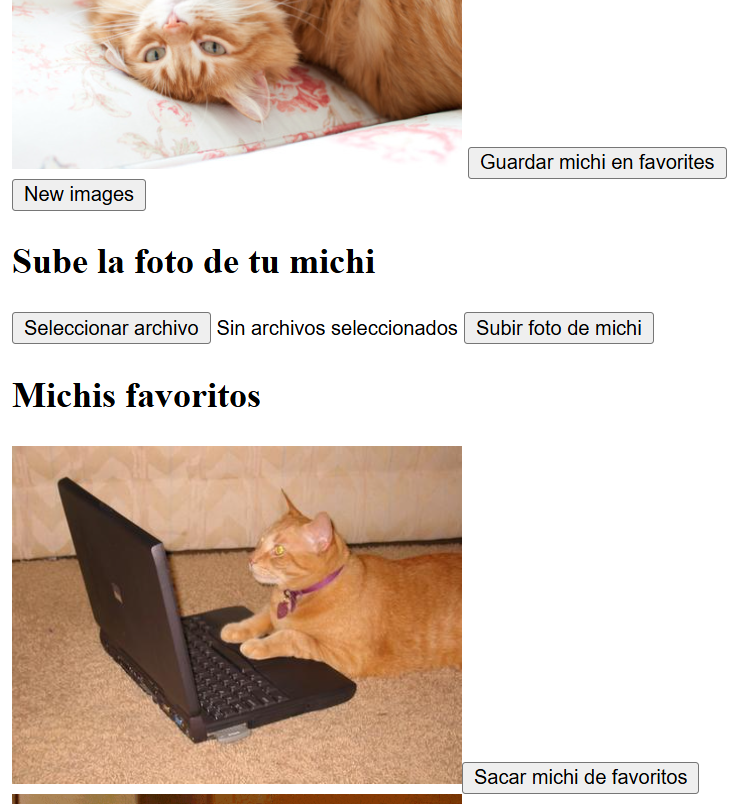 Guardar michi en favorites
New images
Sube la foto de tu michi
Seleccionar archivo Sin archivos seleccionados Subir foto de michi
Michis favoritos
Sacar michi de favoritos